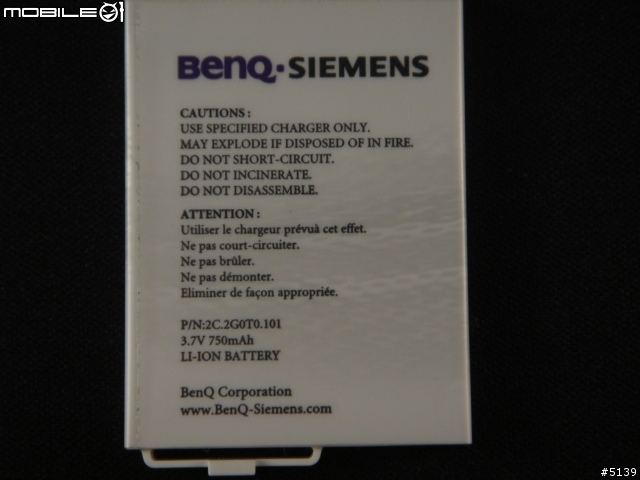 MOBILE01
BenQ·SIEMENS
CAUTIONS :
USE SPECIFIED CHARGER ONLY.
MAY EXPLODE IF DISPOSED OF IN FIRE.
DO NOT SHORT-CIRCUIT.
DO NOT INCINERATE.
DO NOT DISASSEMBLE.
ATTENTION :
Utiliser le chargeur prévuà cet effet.
Ne pas court-circuiter.
Ne pas brûler.
Ne pas démonter.
Eliminer de façon appropriée.
P/N:2C.2G0T0.101
3.7V 750mAh
LI-ION BATTERY
BenQ Corporation
www.BenQ-Siemens.com
#5139